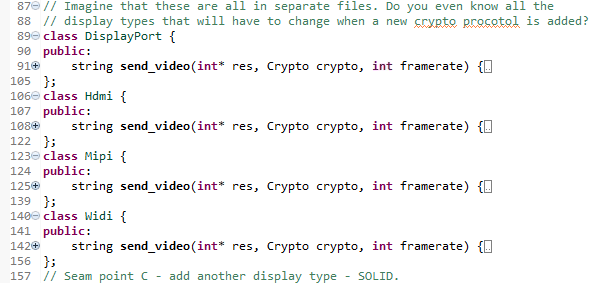 87 // Imagine that these are all in separate files. Do you even know all the
88 // display types that will have to change when a new crypto procotol is added?
89 class DisplayPort {
90 public:
91 string send_video(int* res, Crypto crypto, int framerate) {
105 };
106 class Hdmi {
107 public:
108 string send_video(int* res, Crypto crypto, int framerate) {
122 };
123 class Mipi {
124 public:
125 string send_video(int* res, Crypto crypto, int framerate) {
139 };
140 class Widi {
141 public:
142 string send_video(int* res, Crypto crypto, int framerate) {
156 };
157 // Seam point C - add another display type - SOLID.